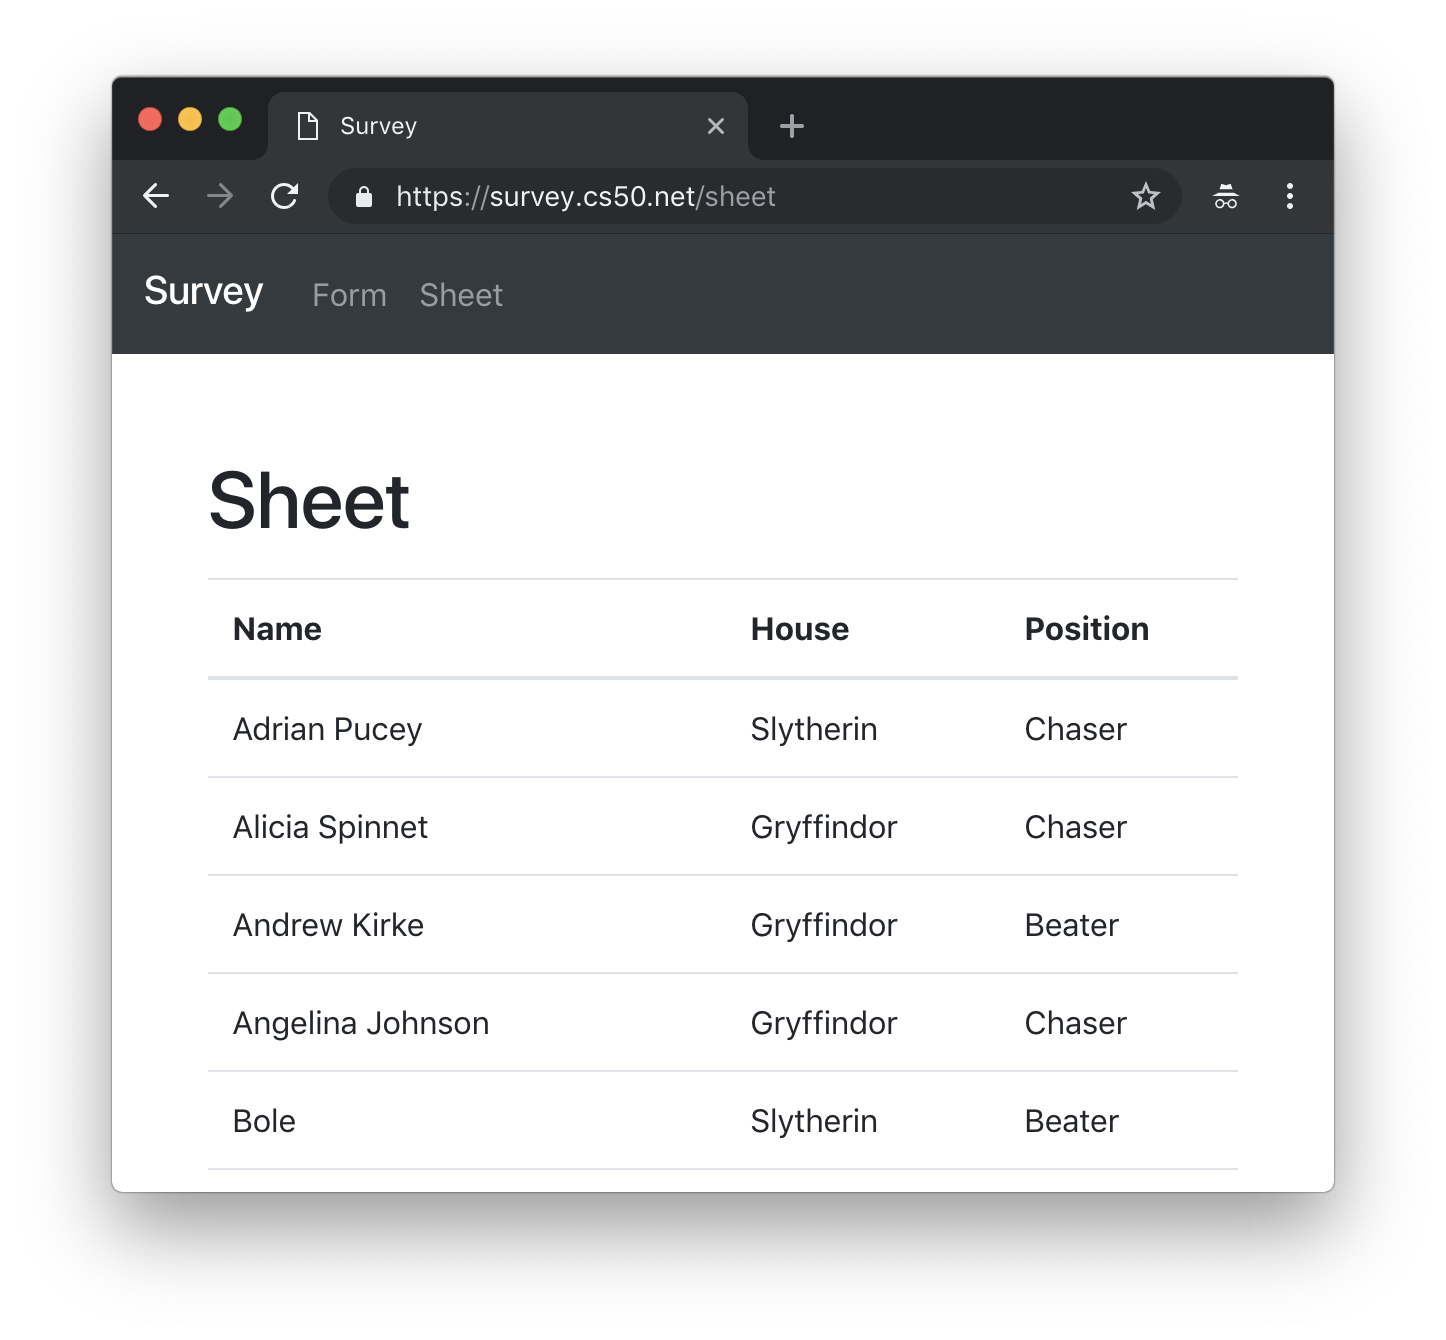 Survey
https://survey.cs50.net/sheet
Survey Form Sheet
Sheet
Name House Position
Adrian Pucey Slytherin Chaser
Alicia Spinnet Gryffindor Chaser
Andrew Kirke Gryffindor Beater
Angelina Johnson Gryffindor Chaser
Bole Slytherin Beater